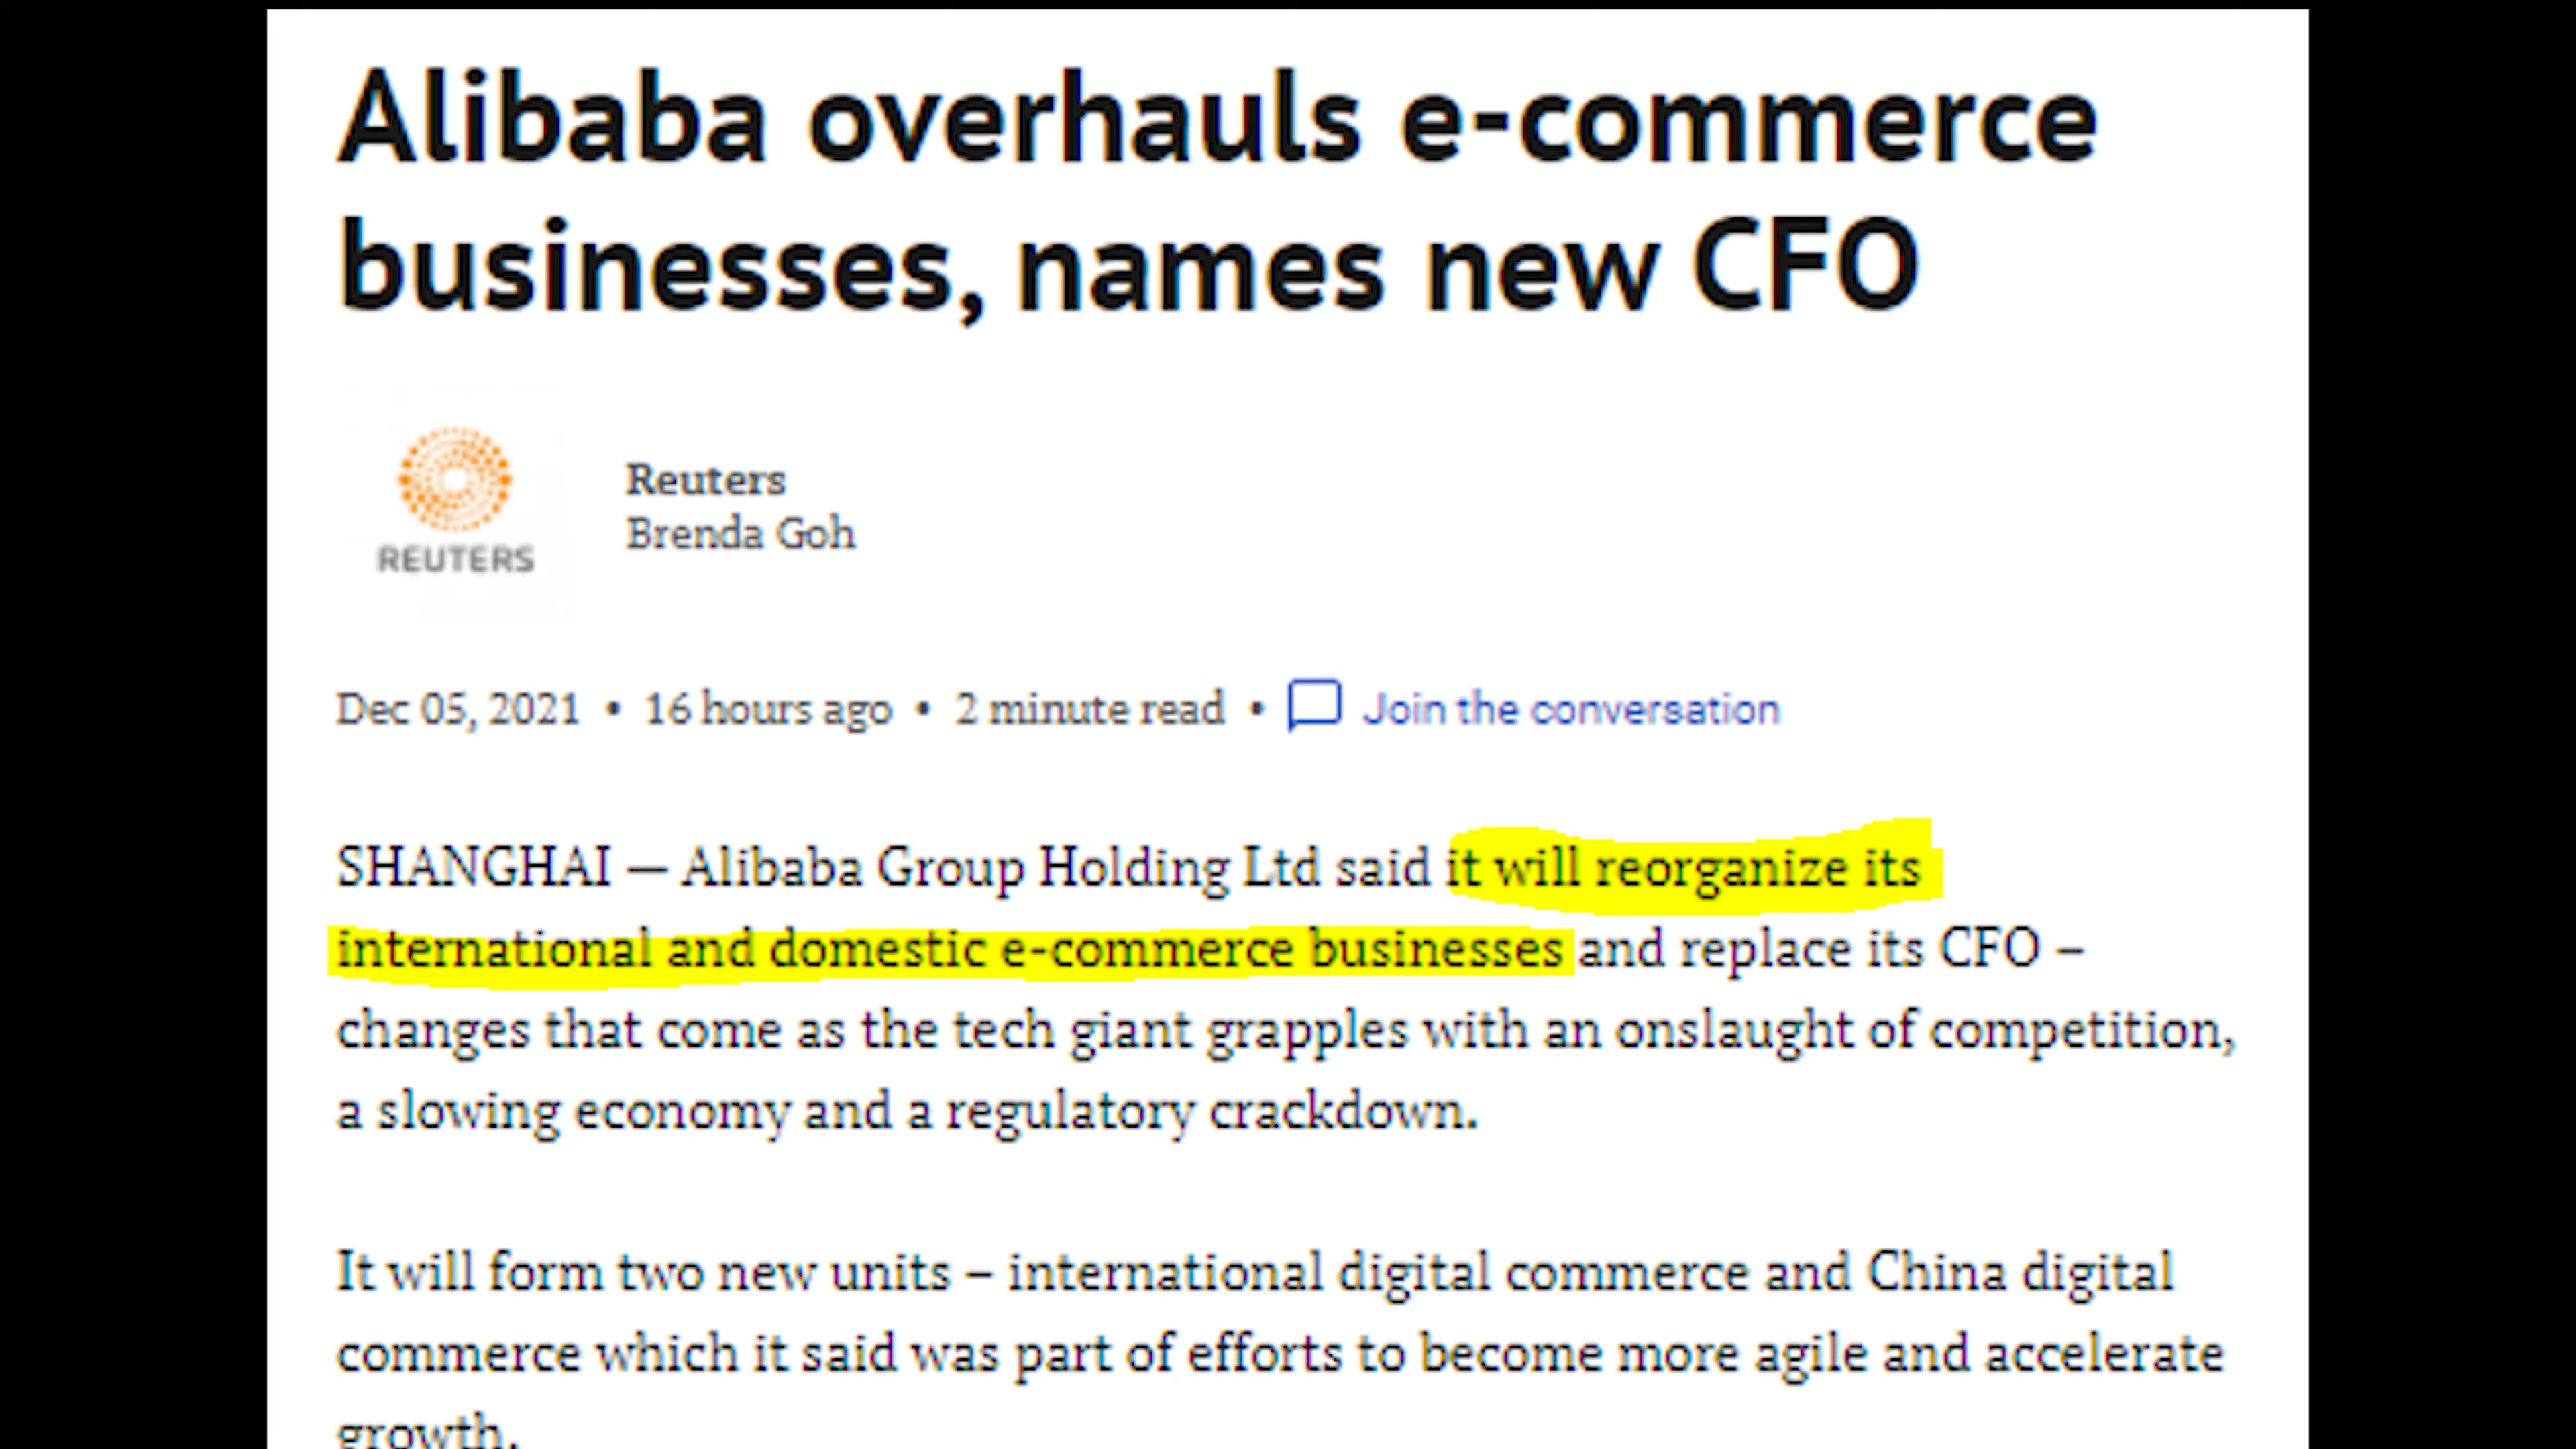 Alibaba overhauls e-commerce
businesses, names new CFO
REUTERS
Reuters
Brenda Goh
Dec 05, 2021 • 16 hours ago • 2 minute read • Join the conversation
SHANGHAI — Alibaba Group Holding Ltd said it will reorganize its
international and domestic e-commerce businesses and replace its CFO –
changes that come as the tech giant grapples with an onslaught of competition,
a slowing economy and a regulatory crackdown.
It will form two new units – international digital commerce and China digital
commerce which it said was part of efforts to become more agile and accelerate
growth.